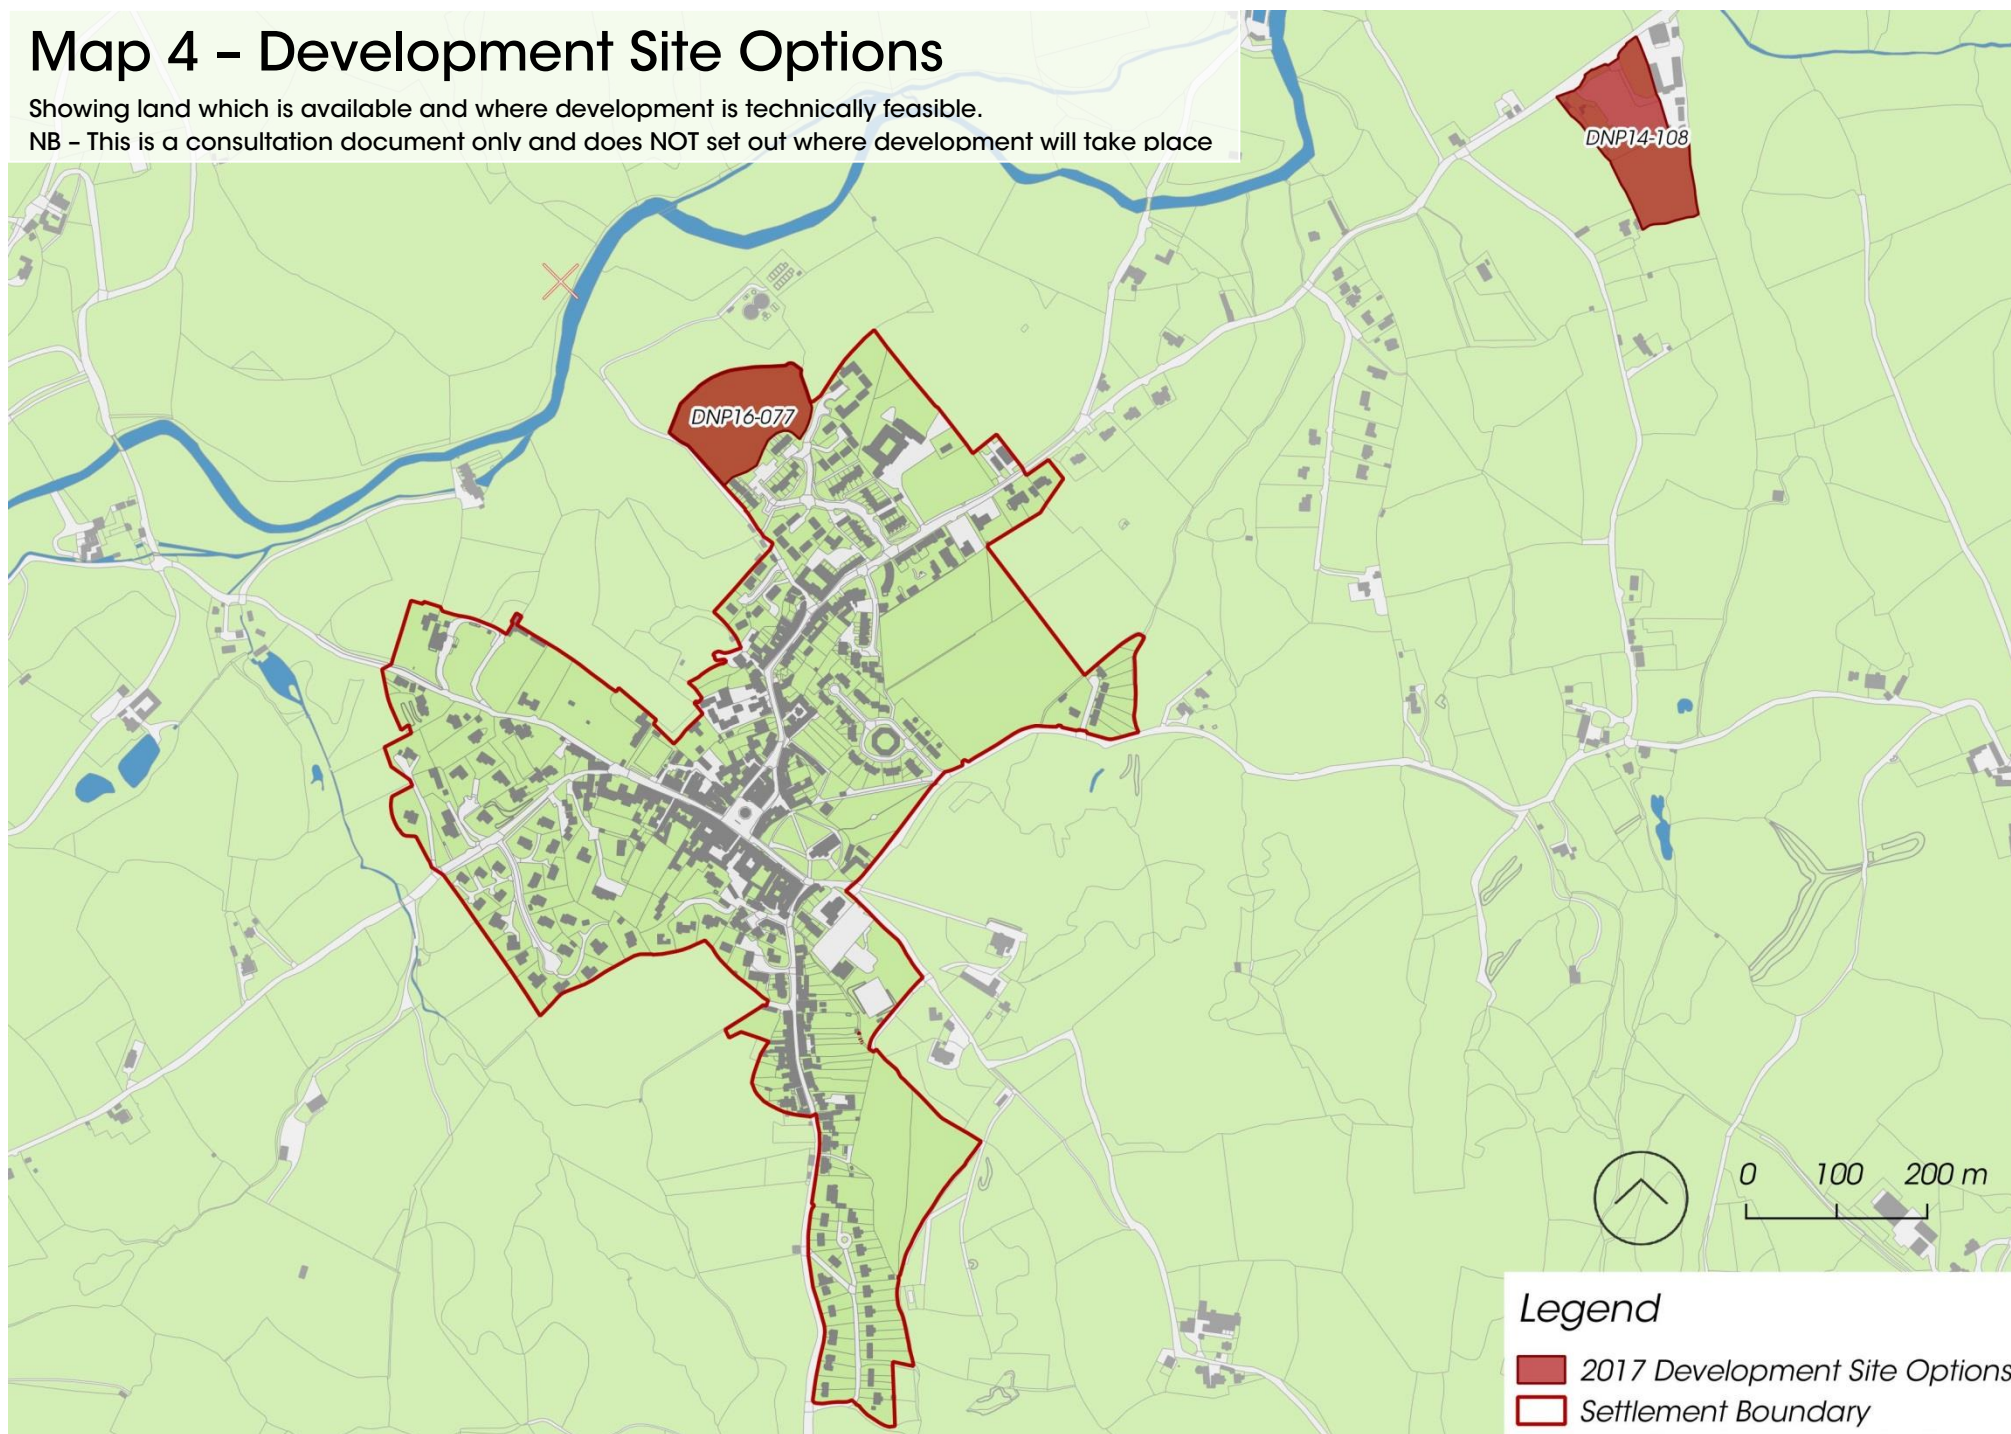 Map 4 – Development Site Options
Showing land which is available and where development is technically feasible.
NB – This is a consultation document only and does NOT set out where development will take place
DNP14-108
DNP16-077
0 100 200 m
Legend
2017 Development Site Options
Settlement Boundary